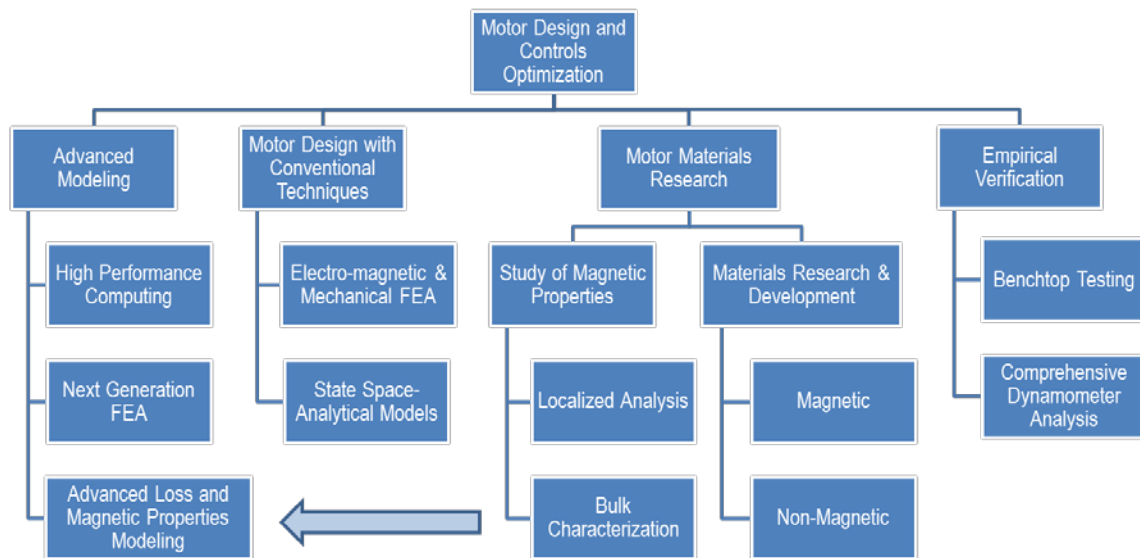 Motor Design and
Controls
Optimization
Advanced
Modeling
Motor Design with
Conventional
Techniques
Motor Materials
Research
Empirical
Verification
High Performance
Computing
Electro-magnetic &
Mechanical FEA
Study of Magnetic
Properties
Materials Research &
Development
Benchtop Testing
Next Generation
FEA
State Space-
Analytical Models
Localized Analysis
Magnetic
Comprehensive
Dynamometer
Analysis
Advanced Loss and
Magnetic Properties
Modeling
Bulk
Characterization
Non-Magnetic